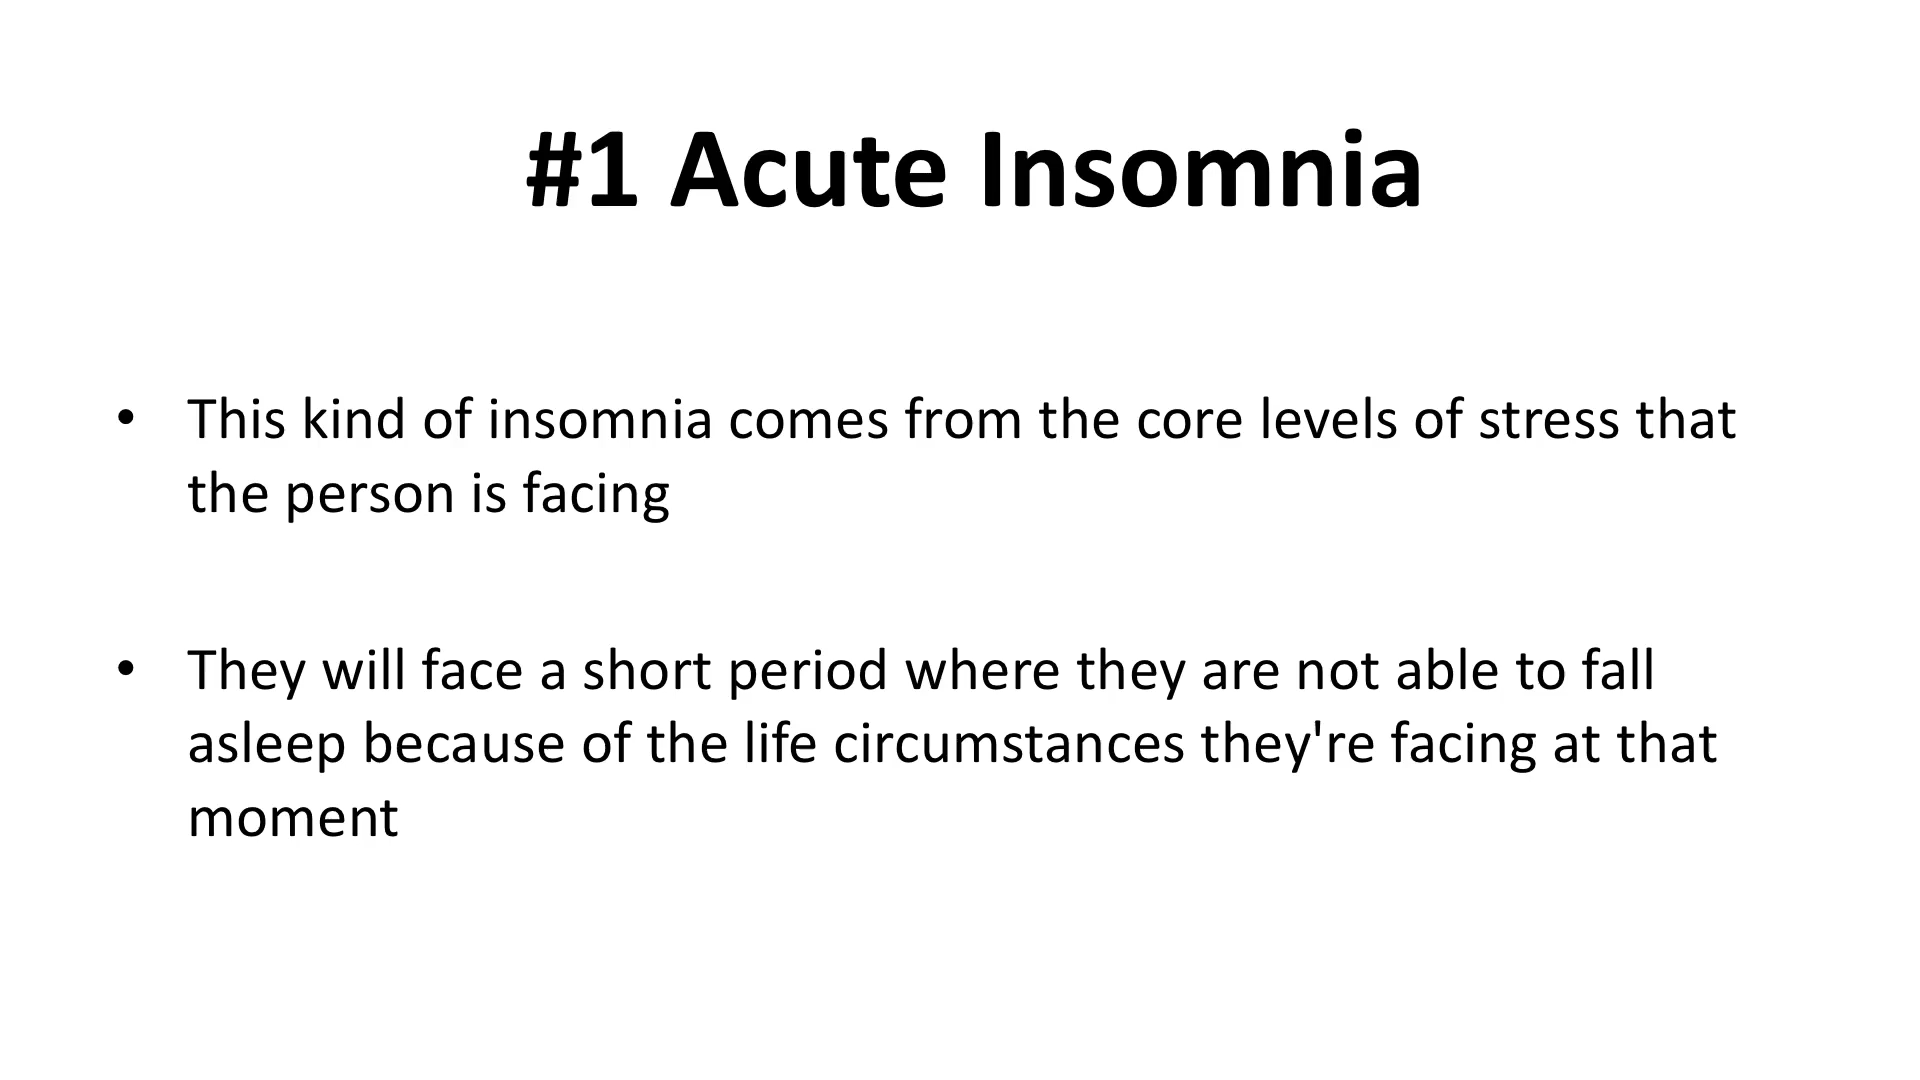 #1 Acute Insomnia
• This kind of insomnia comes from the core levels of stress that
the person is facing
• They will face a short period where they are not able to fall
asleep because of the life circumstances they're facing at that
moment